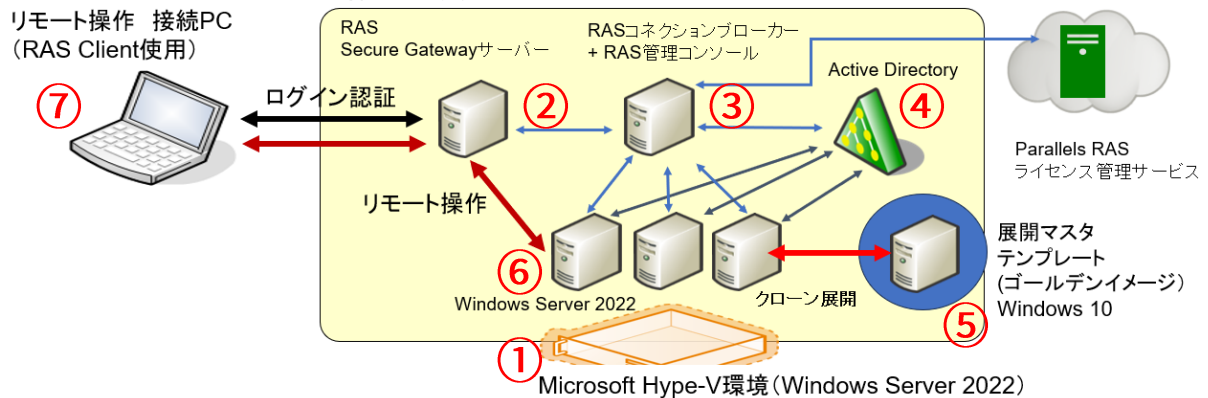 リモート操作　接続PC
（RAS Client使用）
⑦
ログイン認証
リモート操作
RAS
Secure Gatewayサーバー
②
RASコネクションブローカー
+ RAS管理コンソール
③
Active Directory
④
Parallels RAS
ライセンス管理サービス
⑥
Windows Server 2022
クローン展開
展開マスタ
テンプレート
(ゴールデンイメージ）
Windows 10
⑤
①
Microsoft Hype-V環境（Windows Server 2022）